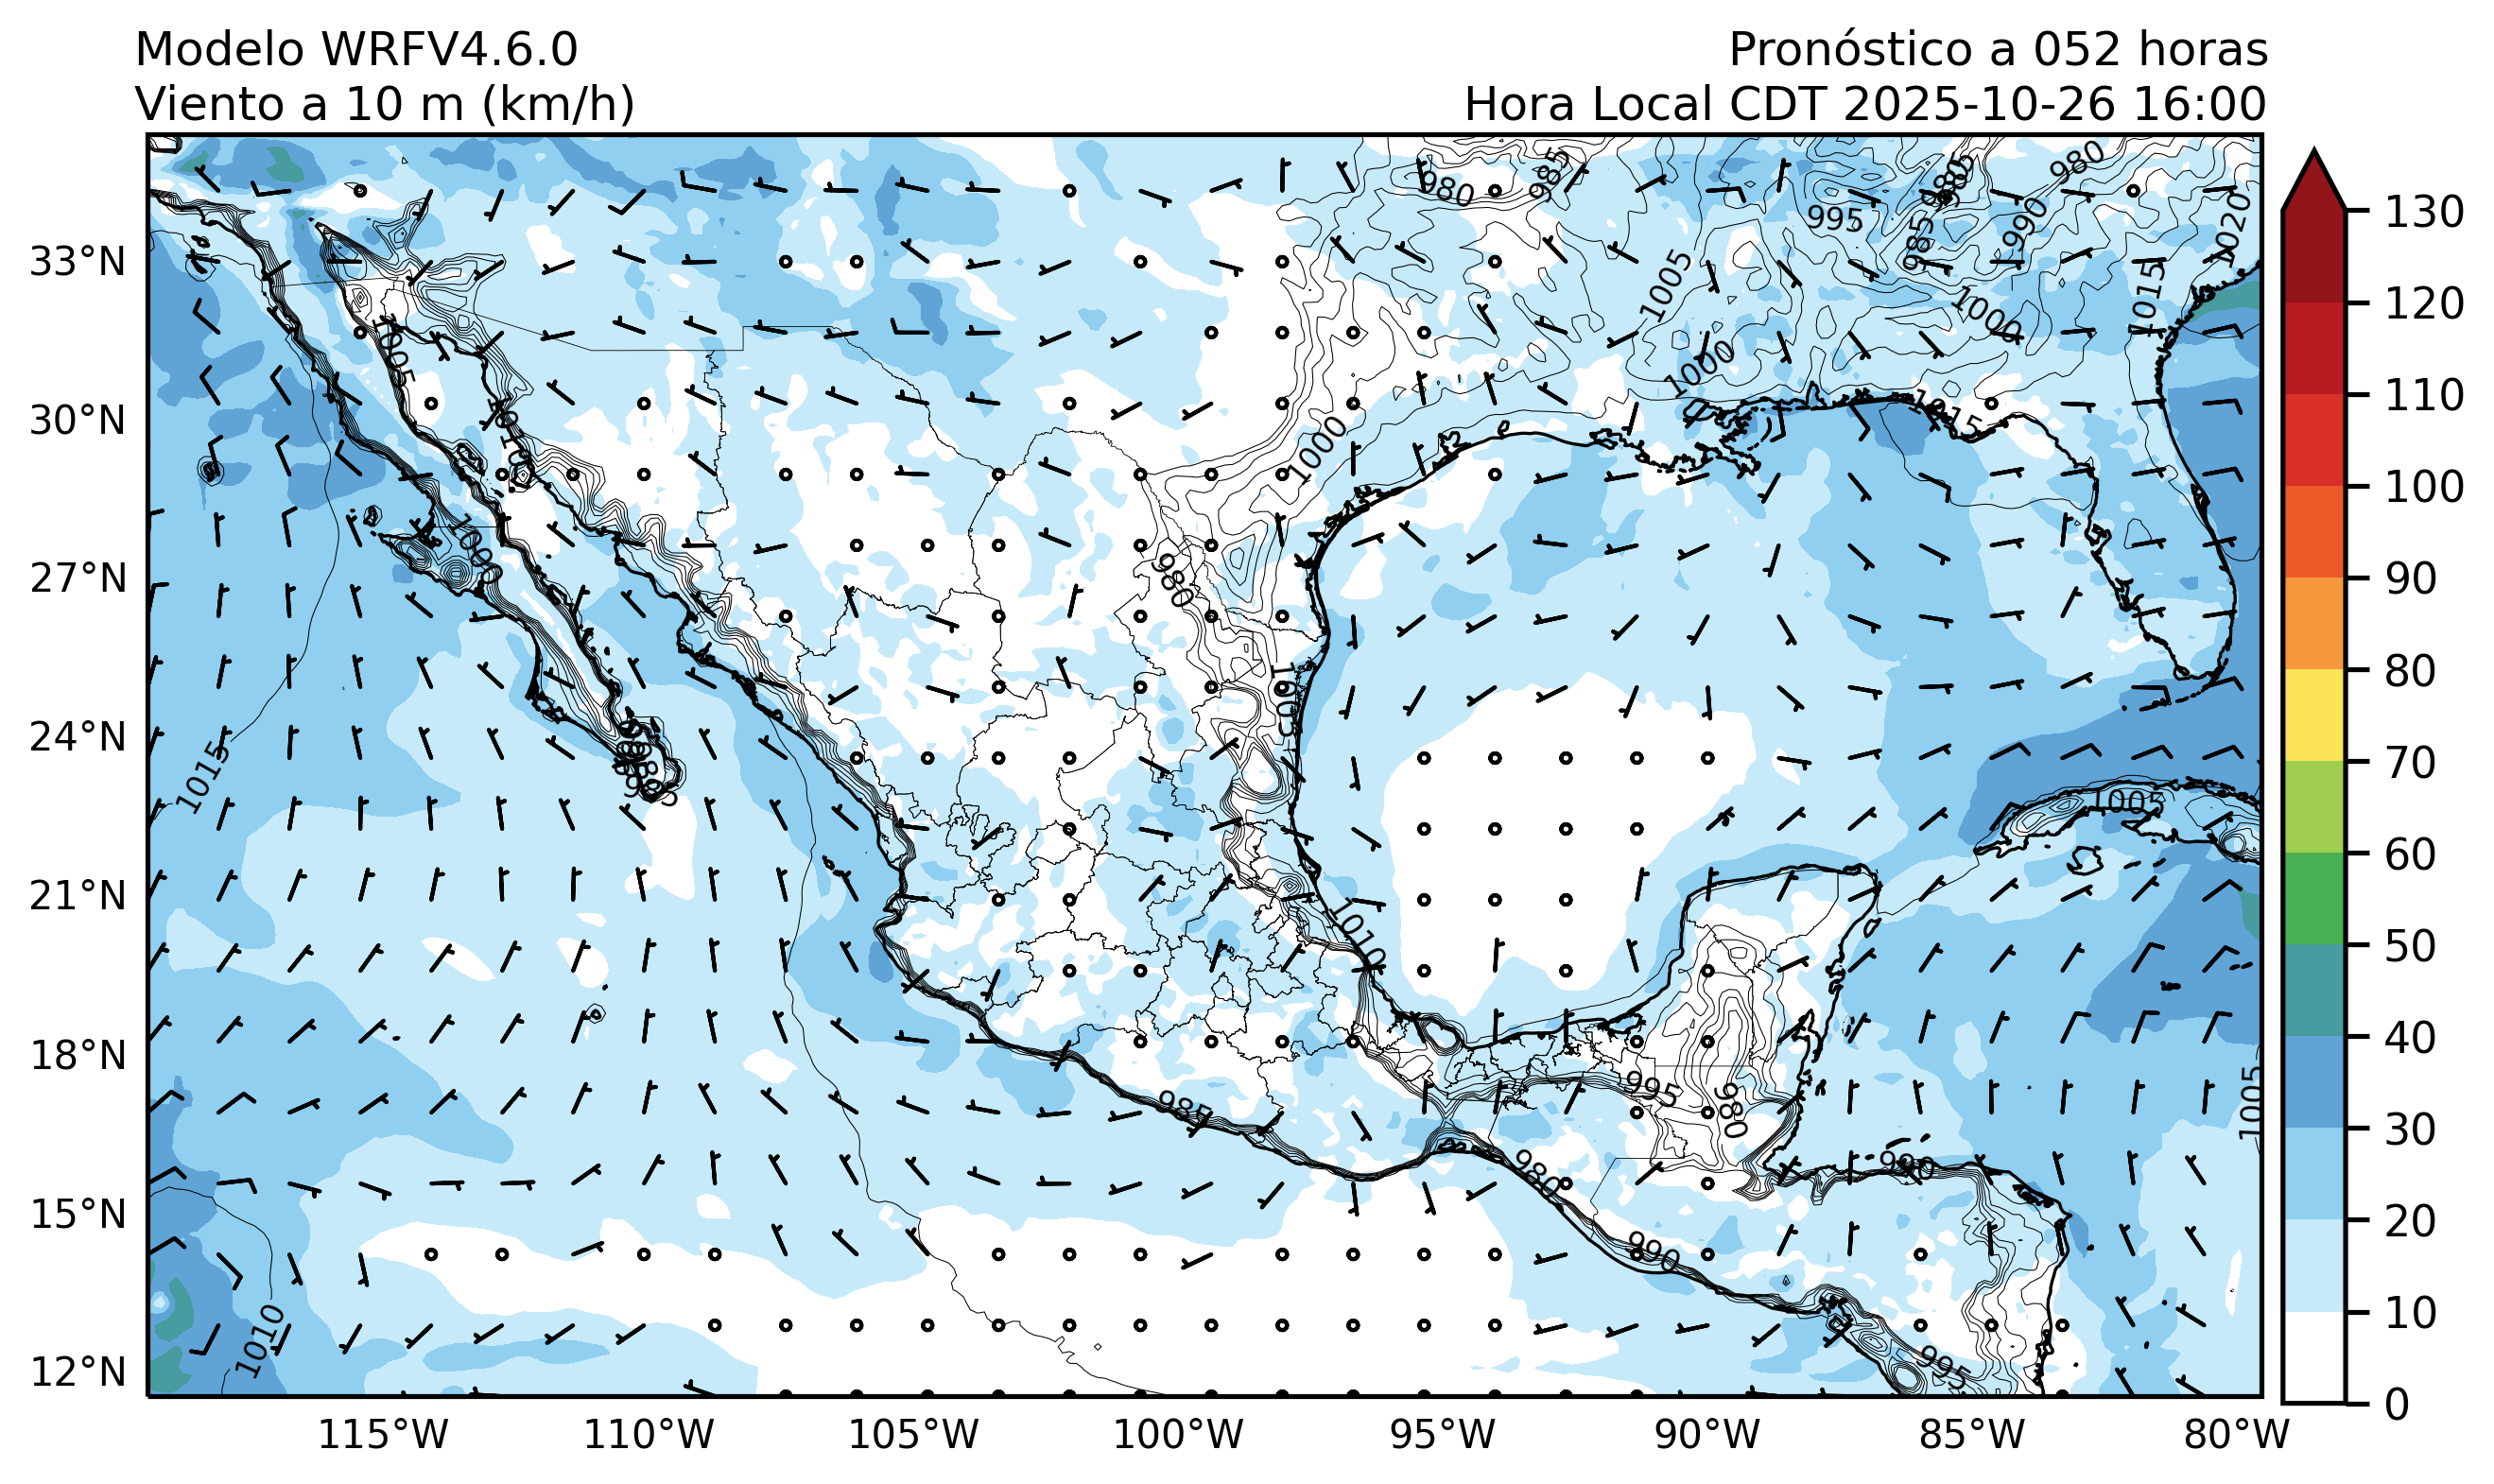 Modelo WRFV4.6.0
Pronóstico a 052 horas
Viento a 10 m (km/h)
Hora Local CDT 2025-10-26 16:00
33°N
30°N
27°N
24°N
21°N
18°N
15°N
12°N
115°W
110°W
105°W
100°W
95°W
90°W
85°W
80°W
130
120
110
100
90
80
70
60
50
40
30
20
10
0
980
985
985
980
995
985
990
1020
1005
1015
1000
1000
1015
1005
1010
1000
1000
980
1005
1015
1005
1010
985
995
980
1005
980
990
990
1010
995